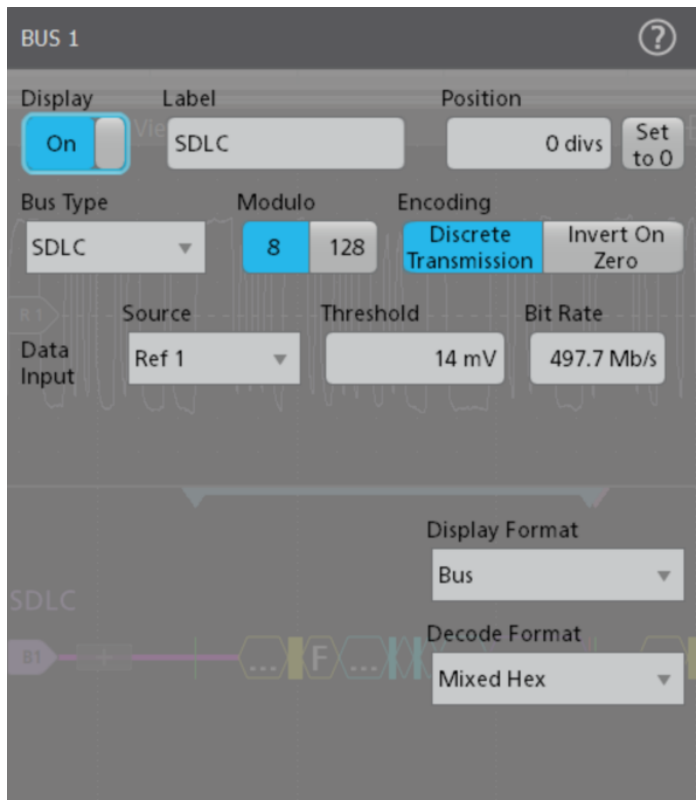 BUS 1
?
Display Label Position
On SDLC 0 divs Set
to 0
Bus Type Modulo Encoding
SDLC 8 128 Discrete
Transmission Invert On
Zero
R 1
Source Threshold Bit Rate
Data
Input Ref 1 14 mV 497.7 Mb/s
Display Format
Bus
SDLC
Decode Format
B1 ... F ...
Mixed Hex